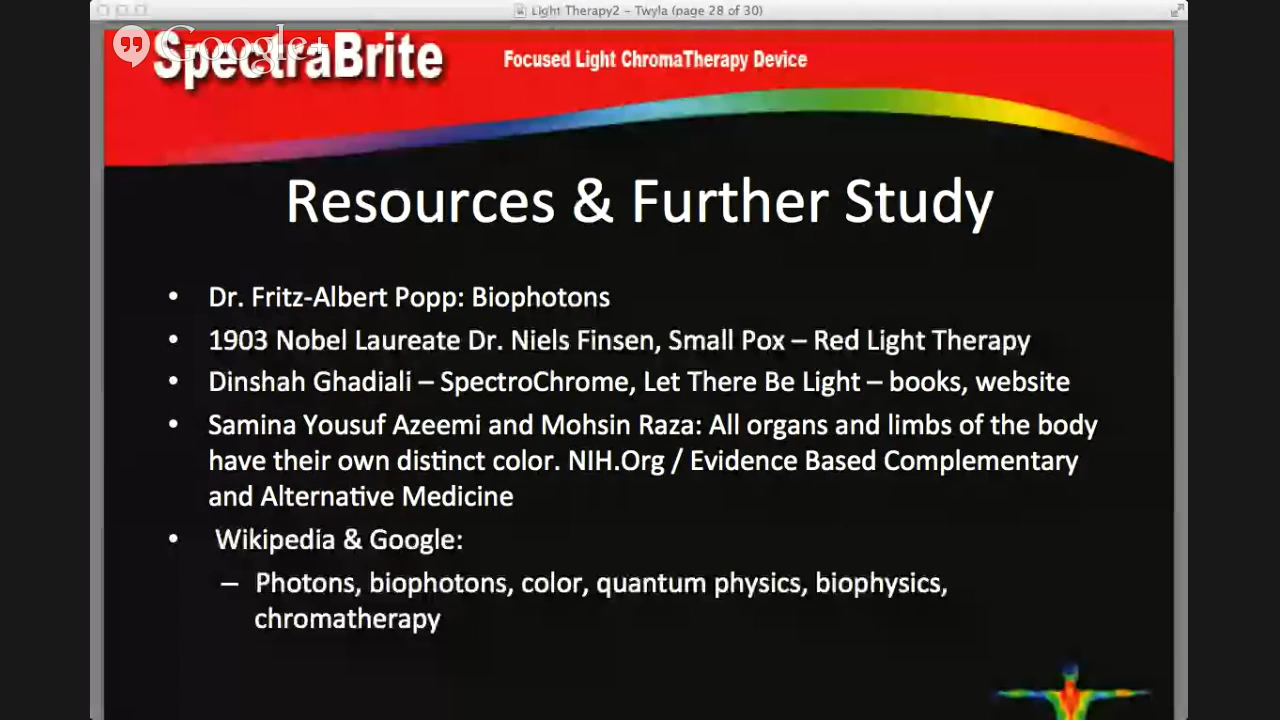 Light Therapy2 – Twyla (page 28 of 30)
Google+
SpectraBrite
Focused Light ChromaTherapy Device
Resources & Further Study
• Dr. Fritz-Albert Popp: Biophotons
• 1903 Nobel Laureate Dr. Niels Finsen, Small Pox – Red Light Therapy
• Dinshah Ghadiali – SpectroChrome, Let There Be Light – books, website
• Samina Yousuf Azeemi and Mohsin Raza: All organs and limbs of the body
have their own distinct color. NIH.Org / Evidence Based Complementary
and Alternative Medicine
• Wikipedia & Google:
– Photons, biophotons, color, quantum physics, biophysics,
chromatherapy